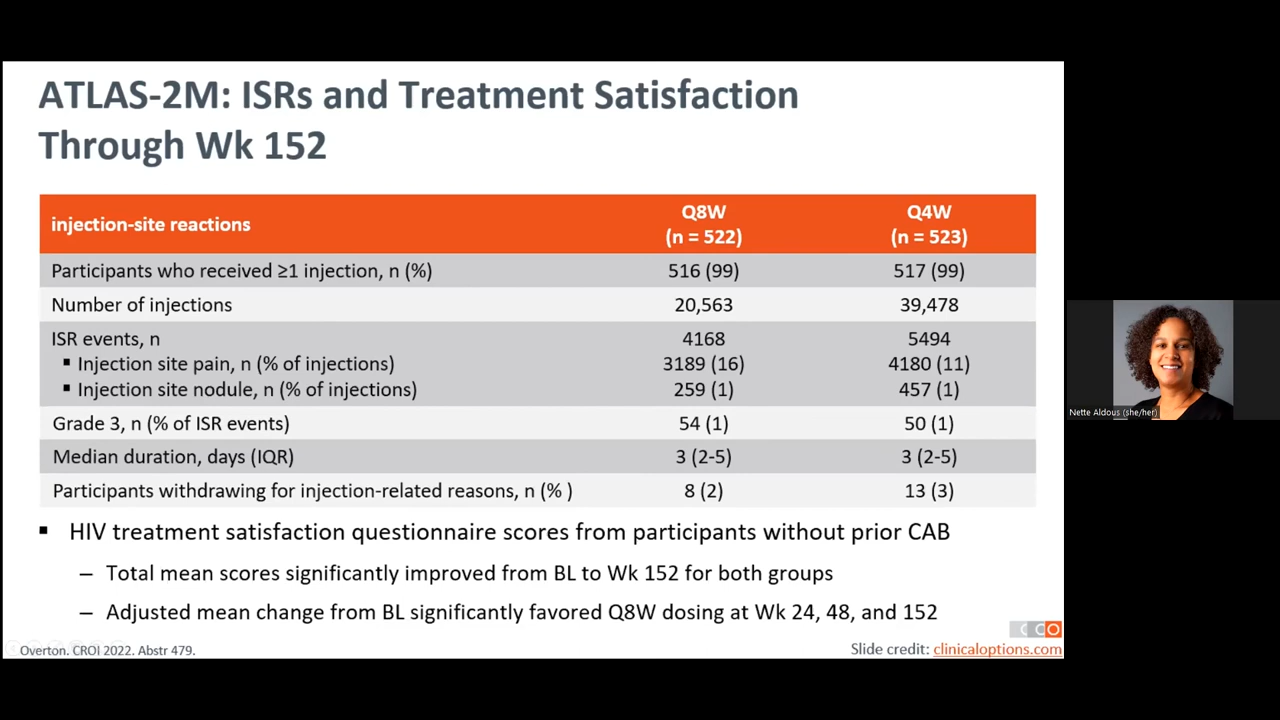 ATLAS-2M: ISRs and Treatment Satisfaction
Through Wk 152
injection-site reactions
Q8W
(n = 522)
Q4W
(n = 523)
Participants who received ≥1 injection, n (%) 516 (99) 517 (99)
Number of injections 20,563 39,478
ISR events, n 4168 5494
▪ Injection site pain, n (% of injections) 3189 (16) 4180 (11)
▪ Injection site nodule, n (% of injections) 259 (1) 457 (1)
Grade 3, n (% of ISR events) 54 (1) 50 (1)
Median duration, days (IQR) 3 (2-5) 3 (2-5)
Participants withdrawing for injection-related reasons, n (% ) 8 (2) 13 (3)
▪ HIV treatment satisfaction questionnaire scores from participants without prior CAB
– Total mean scores significantly improved from BL to Wk 152 for both groups
– Adjusted mean change from BL significantly favored Q8W dosing at Wk 24, 48, and 152
CCO
Overton. CROI 2022. Abstr 479.
Slide credit: clinicaloptions.com
Nette Aldous (she/her)